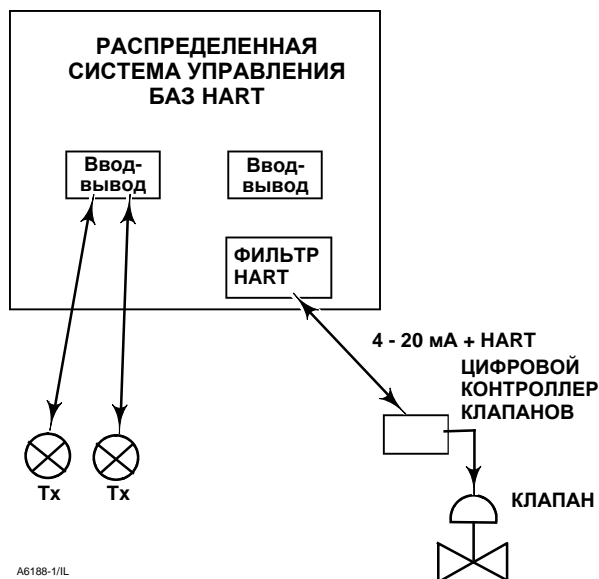 РАСПРЕДЕЛЕННАЯ
СИСТЕМА УПРАВЛЕНИЯ
БАЗ HART
Ввод-
вывод
Ввод-
вывод
ФИЛЬТР
HART
4 - 20 мА + HART
ЦИФРОВОЙ
КОНТРОЛЛЕР
КЛАПАНОВ
Tx
Tx
КЛАПАН
A6188-1/IL